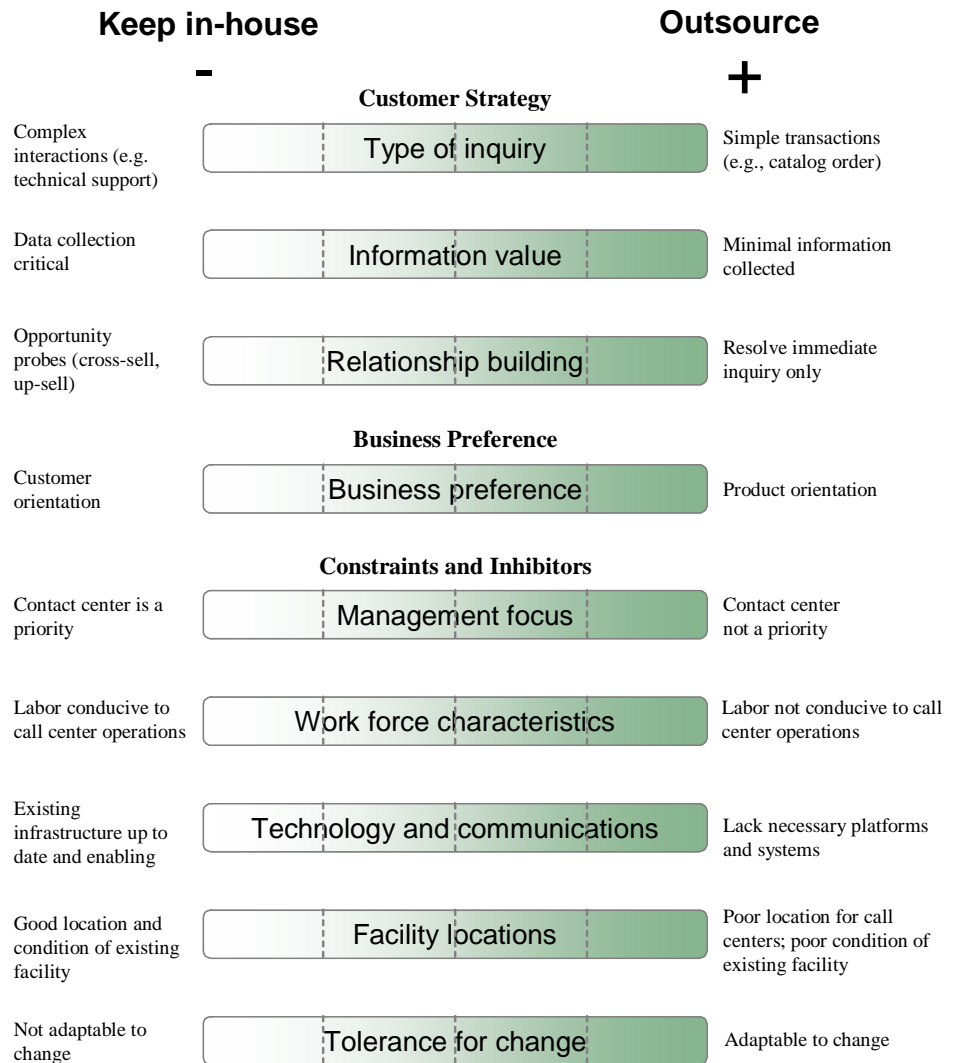 Keep in-house
Outsource
-
+
Customer Strategy
Complex
interactions (e.g.
technical support)
Type of inquiry
Simple transactions
(e.g., catalog order)
Data collection
critical
Information value
Minimal information
collected
Opportunity
probes (cross-sell,
up-sell)
Relationship building
Resolve immediate
inquiry only
Business Preference
Customer
orientation
Business preference
Product orientation
Constraints and Inhibitors
Contact center is a
priority
Management focus
Contact center
not a priority
Labor conducive to
call center operations
Work force characteristics
Labor not conducive to call
center operations
Existing
infrastructure up to
date and enabling
Technology and communications
Lack necessary platforms
and systems
Good location and
condition of existing
facility
Facility locations
Poor location for call
centers; poor condition of
existing facility
Not adaptable to
change
Tolerance for change
Adaptable to change